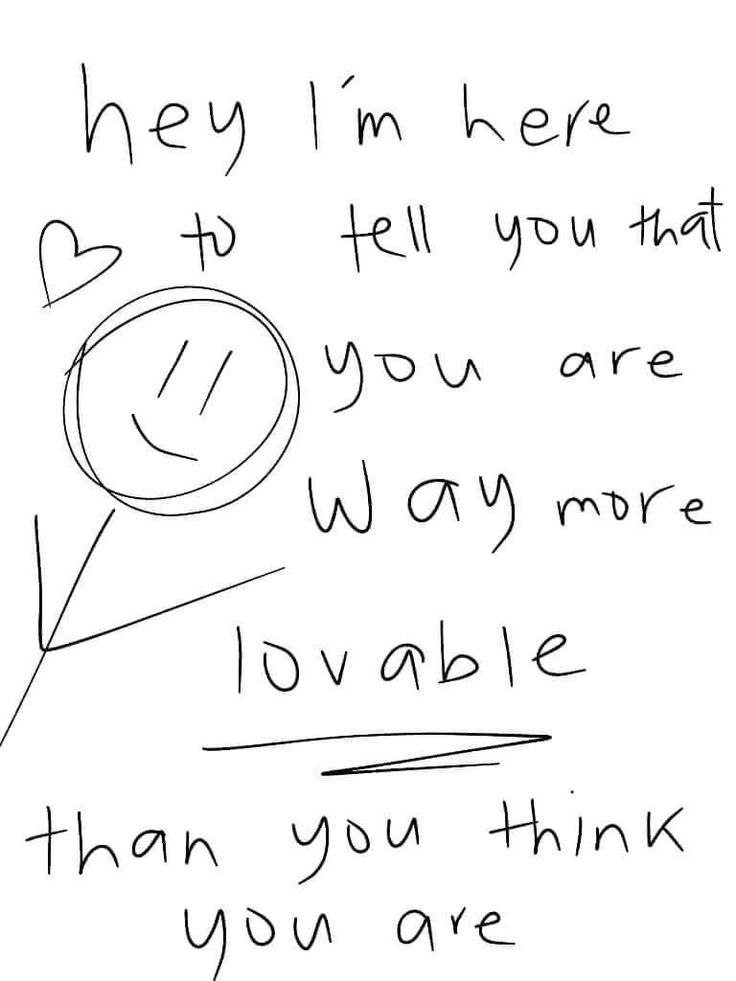 hey I'm here
to tell you that
you are
way more
lovable
than you think
you are